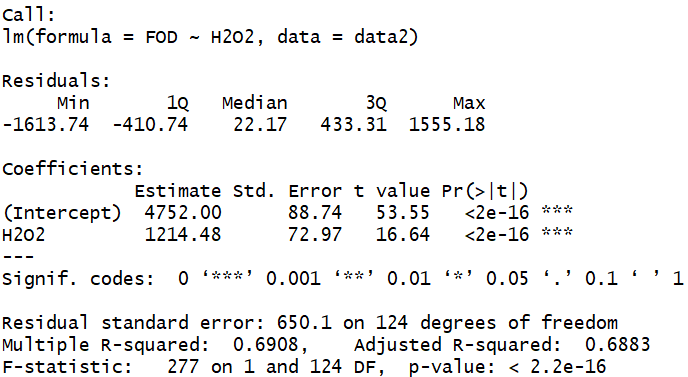 Call:
lm(formula = FOD ~ H2O2, data = data2)
Residuals:
Min 1Q Median 3Q Max
-1613.74 -410.74 22.17 433.31 1555.18
Coefficients:
Estimate Std. Error t value Pr(>|t|)
(Intercept) 4752.00 88.74 53.55 <2e-16 ***
H2O2 1214.48 72.97 16.64 <2e-16 ***
---
Signif. codes: 0 ‘***’ 0.001 ‘**’ 0.01 ‘*’ 0.05 ‘.’ 0.1 ‘ ’ 1
Residual standard error: 650.1 on 124 degrees of freedom
Multiple R-squared: 0.6908, Adjusted R-squared: 0.6883
F-statistic: 277 on 1 and 124 DF, p-value: < 2.2e-16